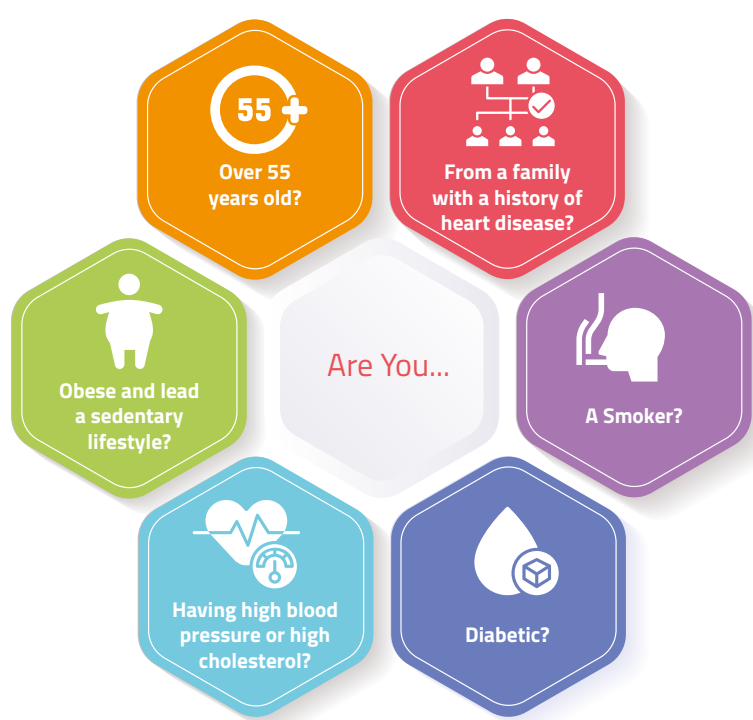 Are You...
55+
Over 55
years old?
From a family
with a history of
heart disease?
A Smoker?
Diabetic?
Having high blood
pressure or high
cholesterol?
Obese and lead
a sedentary
lifestyle?